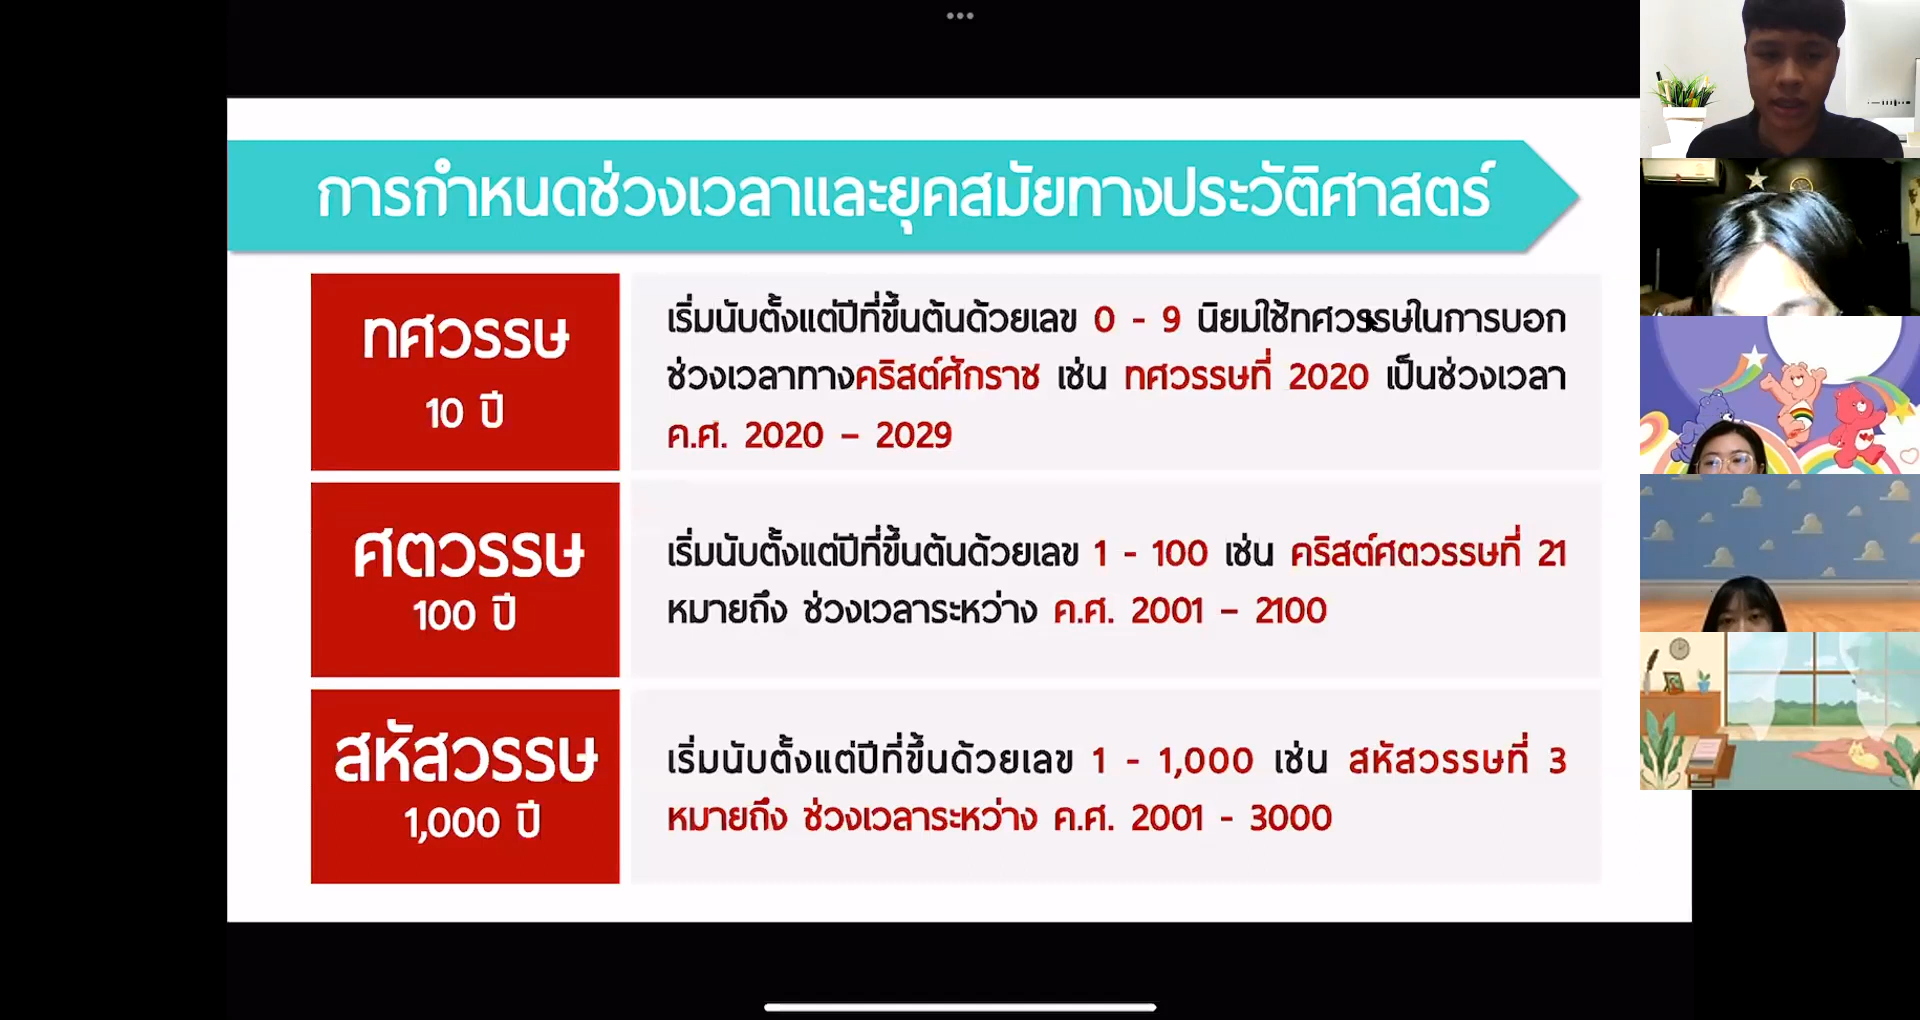 การกำหนดช่วงเวลาและยุคสมัยทางประวัติศาสตร์
ทศวรรษ
10 ปี
เริ่มนับตั้งแต่ปีที่ขึ้นต้นด้วยเลข 0 - 9 นิยมใช้ทศวรรษในการบอก
ช่วงเวลาทางคริสต์ศักราช เช่น ทศวรรษที่ 2020 เป็นช่วงเวลา
ค.ศ. 2020 – 2029
ศตวรรษ
100 ปี
เริ่มนับตั้งแต่ปีที่ขึ้นต้นด้วยเลข 1 - 100 เช่น คริสต์ศตวรรษที่ 21
หมายถึง ช่วงเวลาระหว่าง ค.ศ. 2001 – 2100
สหัสวรรษ
1,000 ปี
เริ่มนับตั้งแต่ปีที่ขึ้นด้วยเลข 1 - 1,000 เช่น สหัสวรรษที่ 3
หมายถึง ช่วงเวลาระหว่าง ค.ศ. 2001 - 3000